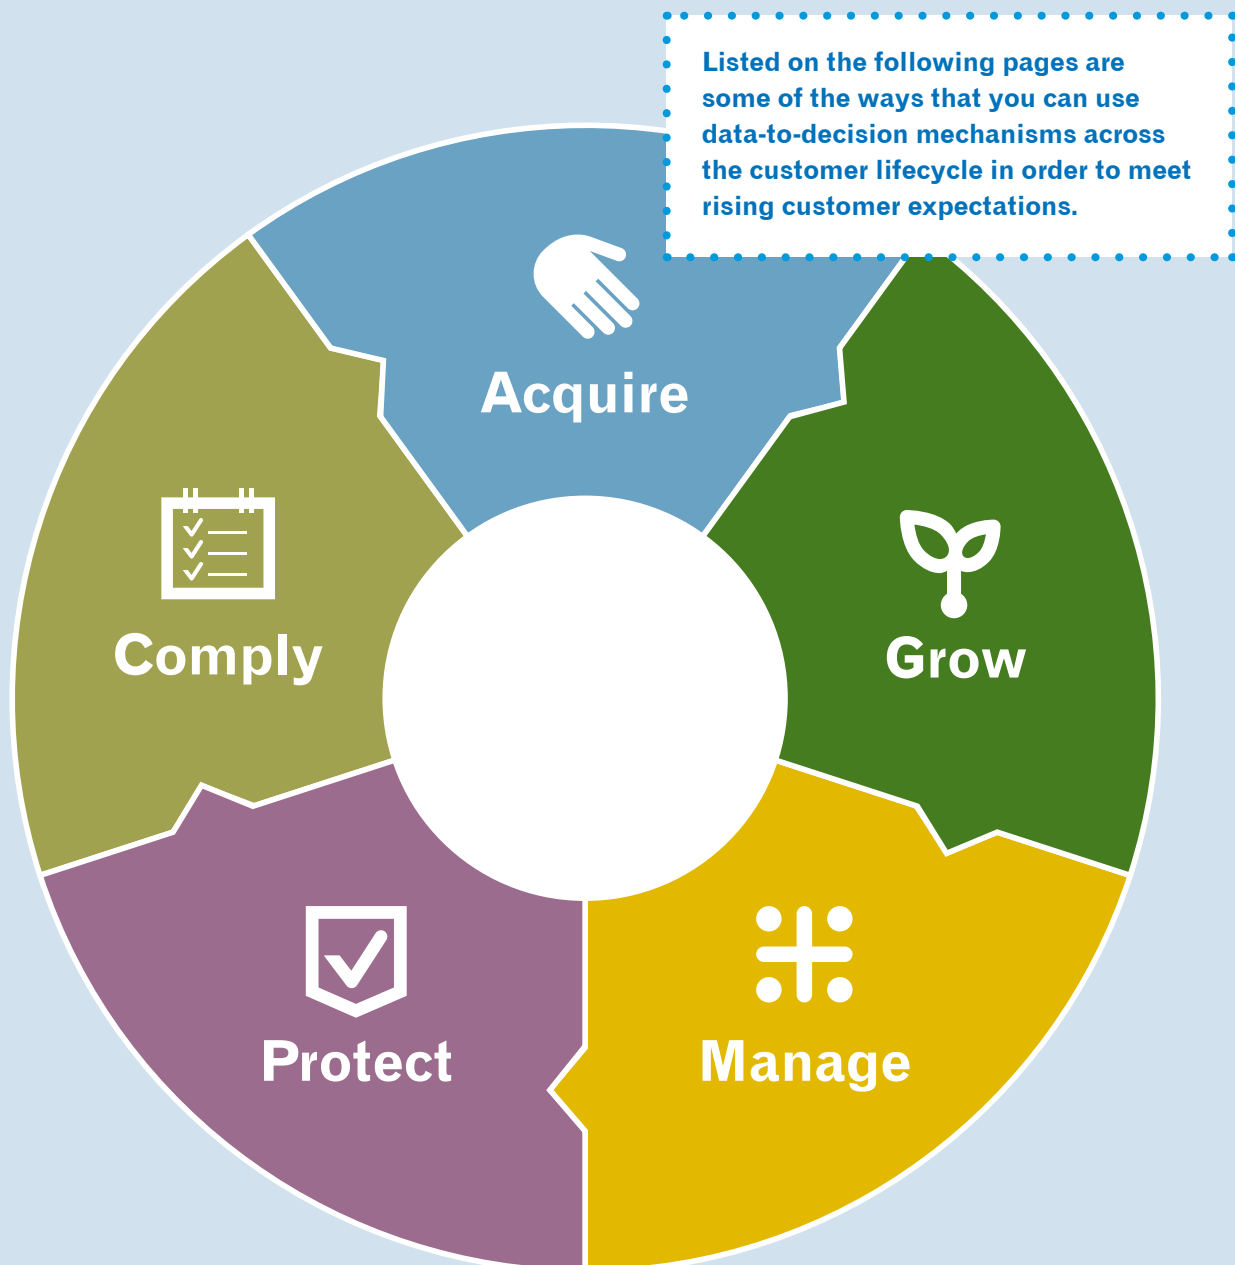 Listed on the following pages are
some of the ways that you can use
data-to-decision mechanisms across
the customer lifecycle in order to meet
rising customer expectations.
Acquire
Grow
Comply
Manage
Protect